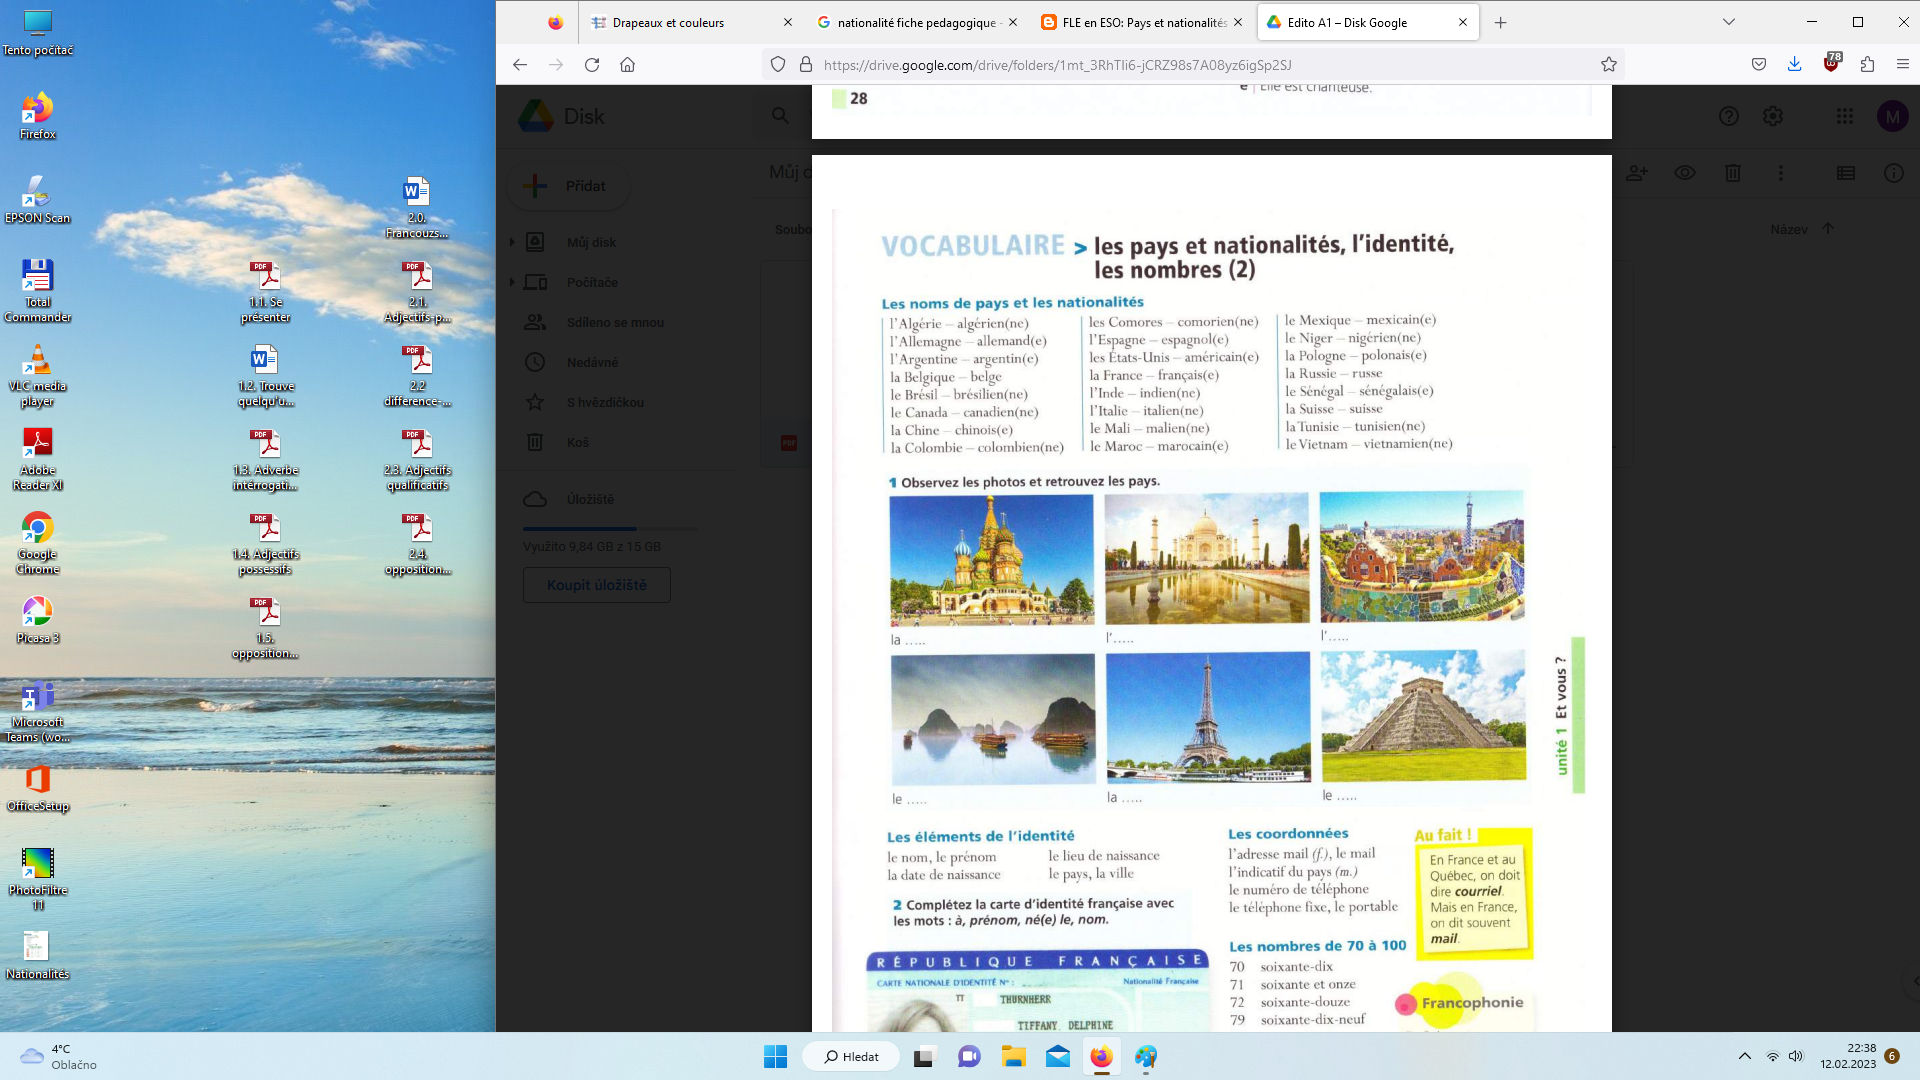 Tento počítač
Firefox
EPSON Scan
Total
Commander
VLC media
player
Adobe
Reader XI
Google
Chrome
Picasa 3
Microsoft
Teams (wo...
OfficeSetup
PhotoFiltre
11
Nationalités
1.1. Se
présenter
1.2. Trouve
quelqu'u...
1.3. Adverbe
intérrogati...
1.4. Adjectifs
possessifs
1.5.
opposition...
2.0.
Francouzs...
2.1.
Adjectifs-p...
2.2
difference-...
2.3. Adjectifs
qualificatifs
2.4.
opposition...
Drapeaux et couleurs
nationalité fiche pedagogique -
FLE en ESO: Pays et nationalités
Edito A1 – Disk Google
https://drive.google.com/drive/folders/1mt_3RhTli6-jCRZ98s7A08yz6igSp2SJ
78
Disk
M
Přidat
Můj d
Soubo
Název
Můj disk
Počítače
Sdíleno se mnou
Nedávné
S hvězdičkou
Koš
Úložiště
Využito 9,84 GB z 15 GB
Koupit úložiště
28
e Elle est chanteuse.
VOCABULAIRE > les pays et nationalités, l'identité,
les nombres (2)
Les noms de pays et les nationalités
l'Algérie – algérien(ne)
l'Allemagne – allemand(e)
l'Argentine – argentin(e)
la Belgique – belge
le Brésil – brésilien(ne)
le Canada – canadien(ne)
la Chine – chinois(e)
la Colombie – colombien(ne)
les Comores – comorien(ne)
l'Espagne – espagnol(e)
les États-Unis – américain(e)
la France – français(e)
l'Inde – indien(ne)
l'Italie – italien(ne)
le Mali – malien(ne)
le Maroc – marocain(e)
le Mexique – mexicain(e)
le Niger – nigérien(ne)
la Pologne – polonais(e)
la Russie – russe
le Sénégal – sénégalais(e)
la Suisse – suisse
la Tunisie – tunisien(ne)
le Vietnam – vietnamien(ne)
1 Observez les photos et retrouvez les pays.
la .....
l'.....
l'.....
le .....
la .....
le .....
unité 1 Et vous ?
Les éléments de l'identité
le nom, le prénom
la date de naissance
le lieu de naissance
le pays, la ville
2 Complétez la carte d'identité française avec
les mots : à, prénom, né(e) le, nom.
RÉPUBLIQUE FRANÇAISE
CARTE NATIONALE D'IDENTITÉ N° :
Nationalité Française
THURNHERR
TIFFANY, DELPHINE
Les coordonnées
l'adresse mail (f.), le mail
l'indicatif du pays (m.)
le numéro de téléphone
le téléphone fixe, le portable
Au fait !
En France et au
Québec, on doit
dire courriel.
Mais en France,
on dit souvent
mail.
Les nombres de 70 à 100
70 soixante-dix
71 soixante et onze
72 soixante-douze
79 soixante-dix-neuf
Francophonie
4°C
Oblačno
Hledat
22:38
12.02.2023
6